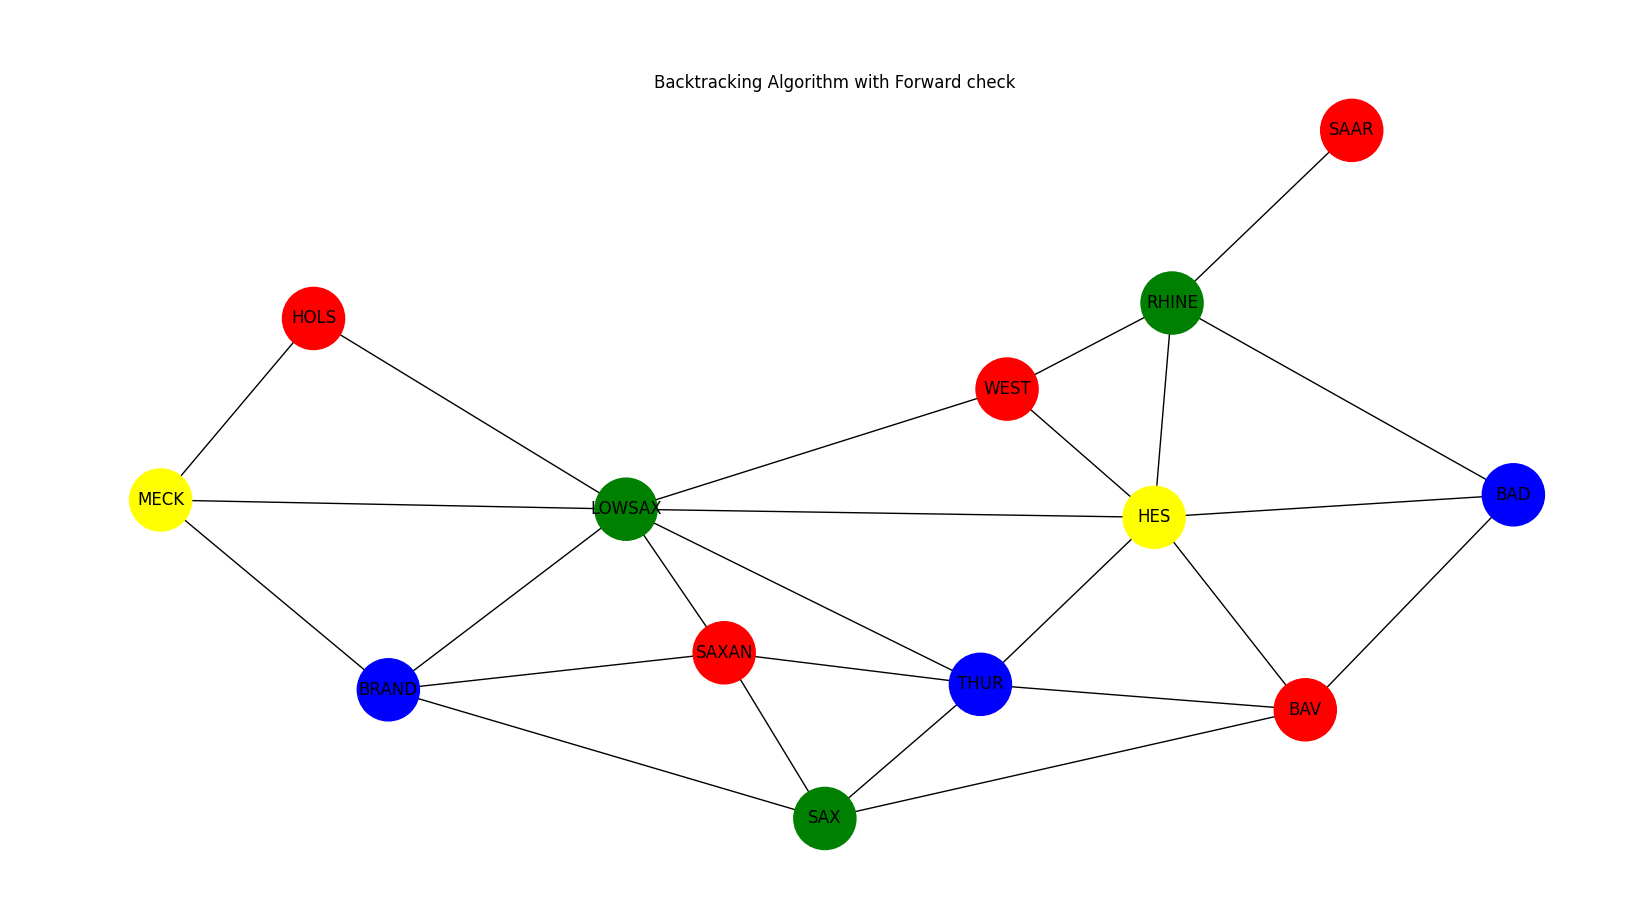 Backtracking Algorithm with Forward check
SAAR
RHINE
HOLS
WEST
MECK
LOWSAX
HES
BAD
SAXAN
BRAND
THUR
BAV
SAX